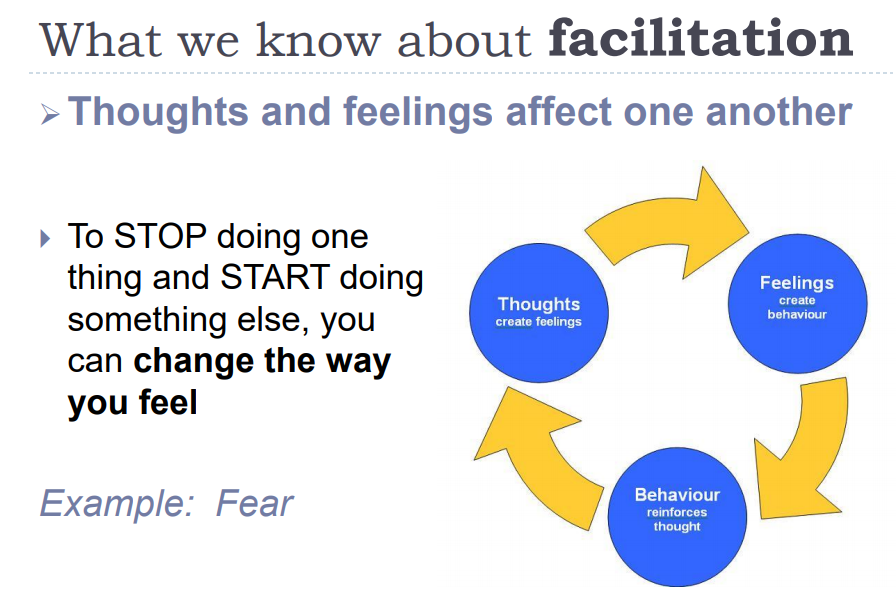 What we know about facilitation
Thoughts and feelings affect one another
To STOP doing one
thing and START doing
something else, you
can change the way
you feel
Example: Fear
Thoughts
create feelings
Feelings
create
behaviour
Behaviour
reinforces
thought